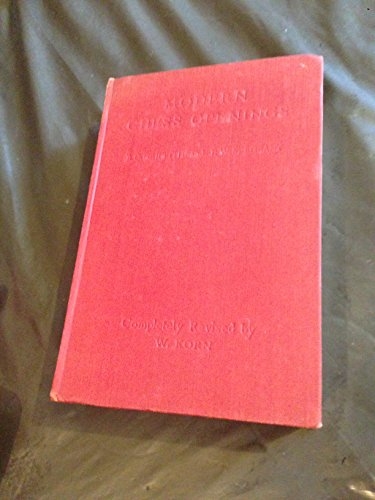 MODERN
CHESS OPENINGS
Completely Revised by
W. KORN